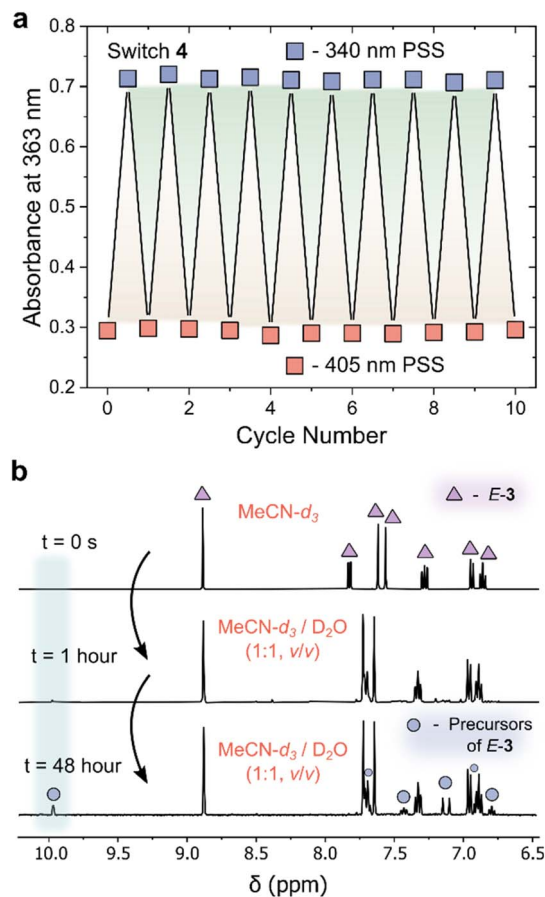 a
Switch 4
- 340 nm PSS
- 405 nm PSS
Absorbance at 363 nm
0.8
0.7
0.6
0.5
0.4
0.3
0.2
0 2 4 6 8 10
Cycle Number
b
- E-3
MeCN-d3
t = 0 s
MeCN-d3 / D2O
(1:1, v/v)
t = 1 hour
- Precursors
of E-3
MeCN-d3 / D2O
(1:1, v/v)
t = 48 hour
10.0 9.5 9.0 8.5 8.0 7.5 7.0 6.5
δ (ppm)